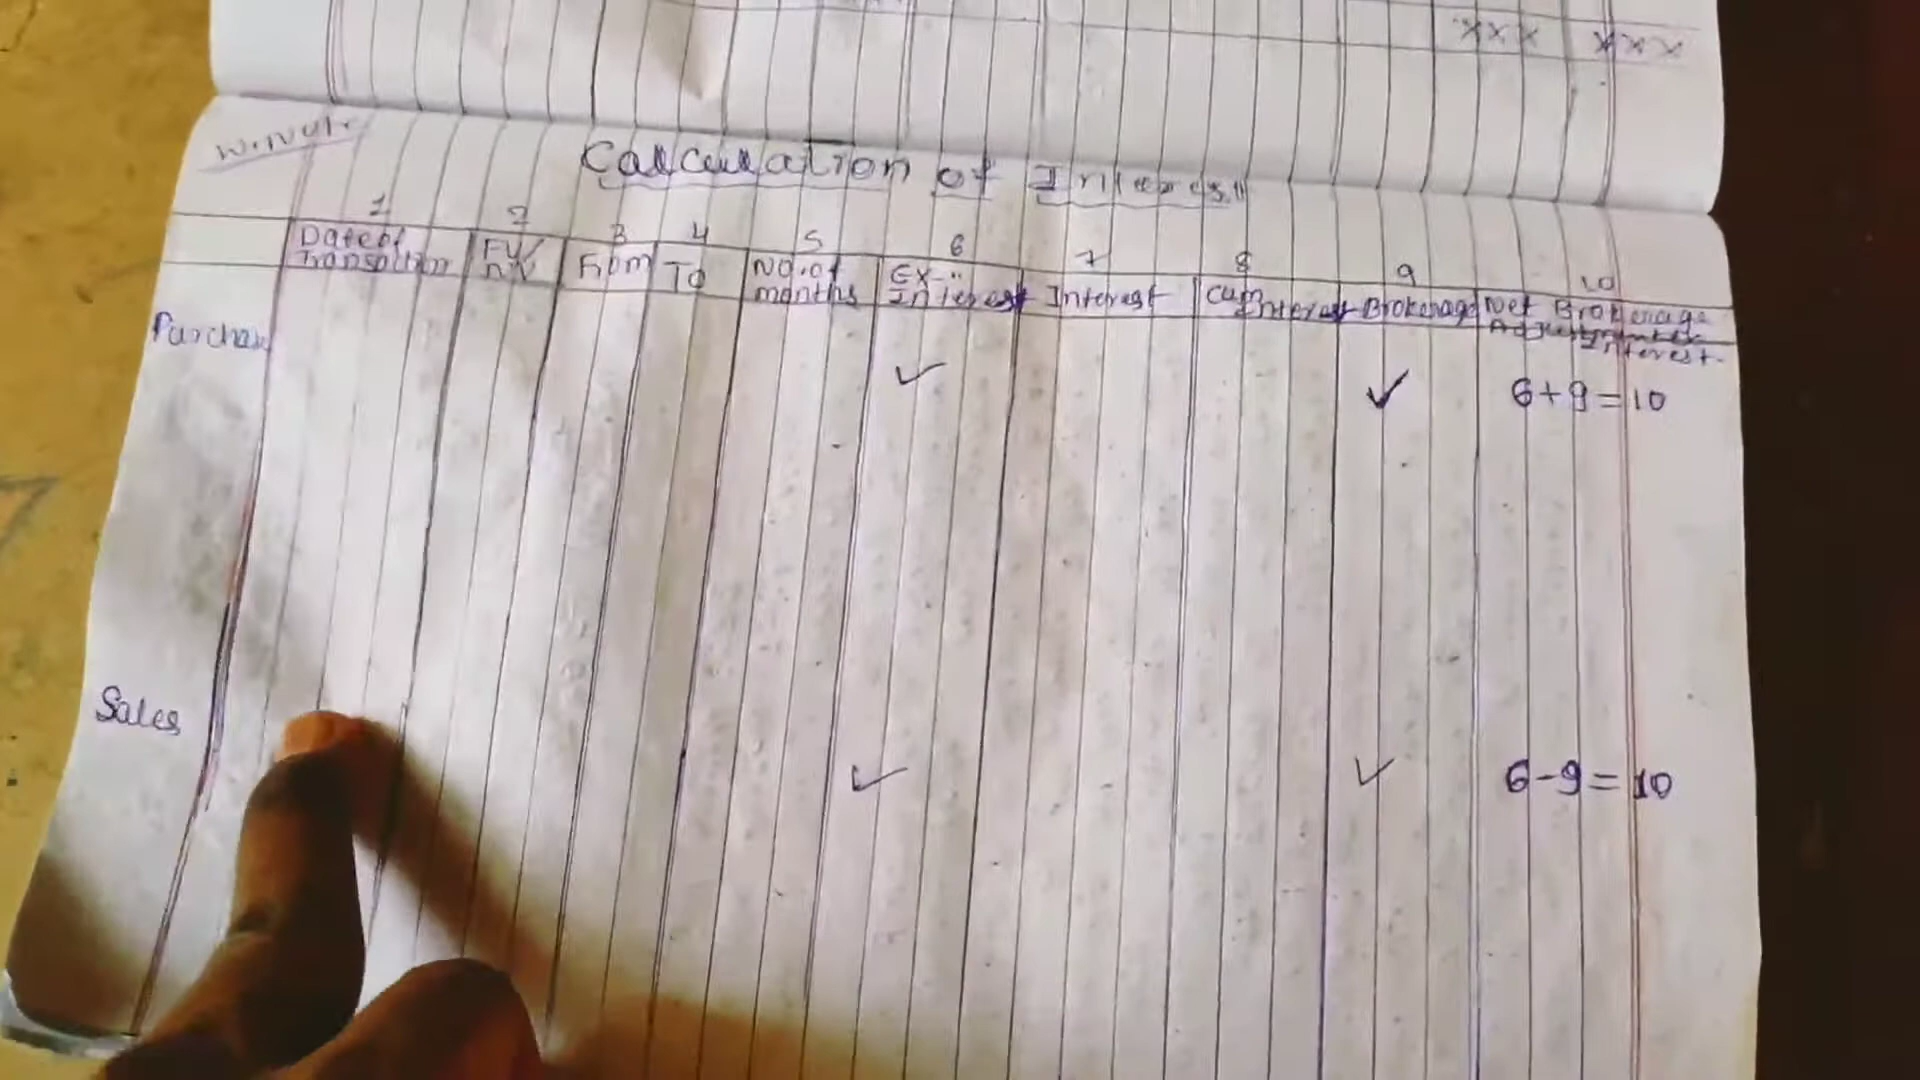 xxx xxx
W.N
Calculation of Interest
1 2 3 4 5 6 7 8 9 10
Date of Transaction FV/ N.V From To No. of months Ex-Interest Interest Cum Interest Brokerage Net Brokerage
Interest.
Purchase ✓ ✓ 6+9=10
Sales ✓ ✓ 6-9=10